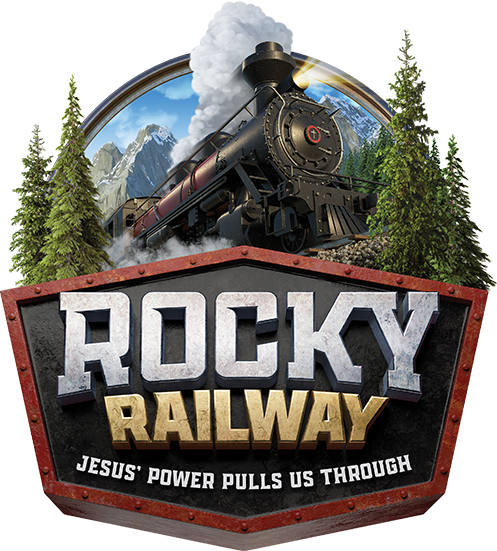 ROCKY
RAILWAY
JESUS' POWER PULLS US THROUGH